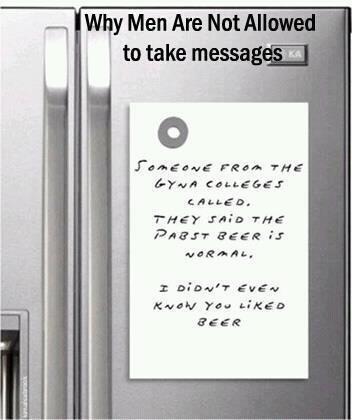 Why Men Are Not Allowed
to take messages
SOMEONE FROM THE
GYNA COLLEGES
CALLED.
THEY SAID THE
PABST BEER IS
NORMAL.
I DIDN'T EVEN
KNOW YOU LIKED
BEER